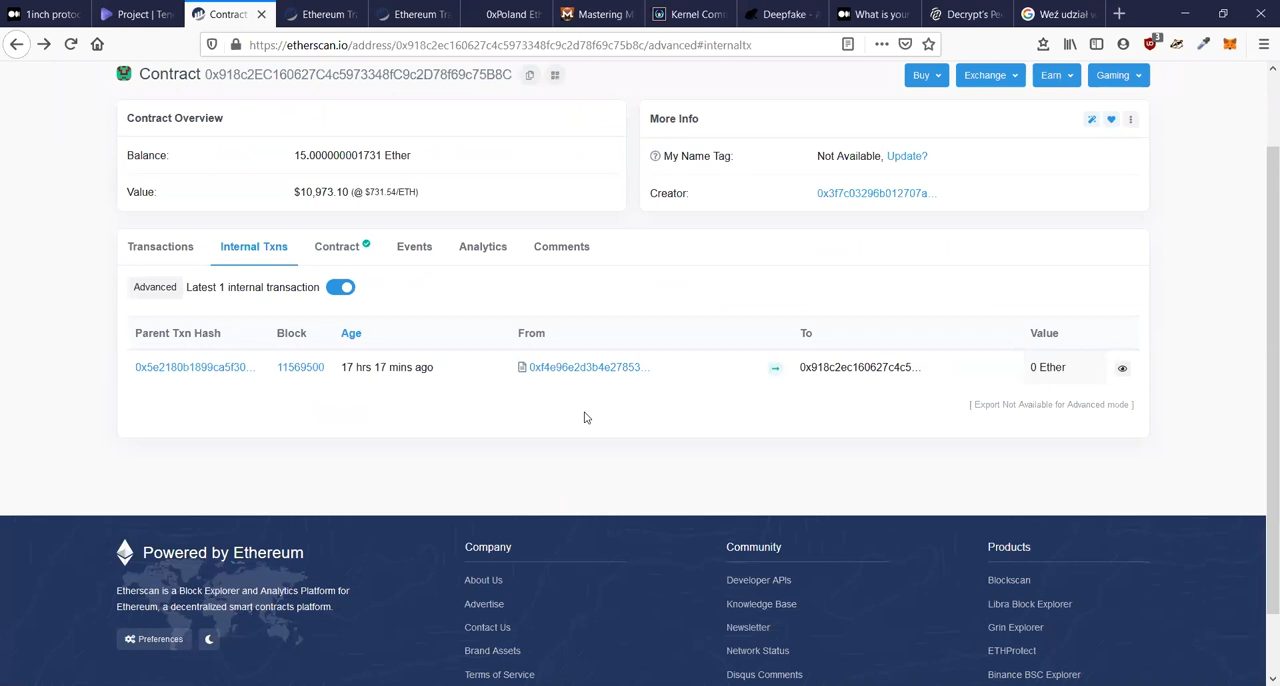 1inch proto
Project | Ten
Contract
Ethereum Tr
Ethereum Tr
0xPoland Et
Mastering M
Kernel Com
Deepfake - A
What is your
Decrypt's Pe
Weź udział w
https://etherscan.io/address/0x918c2ec160627c4c5973348fc9c2d78f69c75b8c/advanced#internaltx
3
Contract 0x918c2EC160627C4c5973348fC9c2D78f69c75B8C
Buy
Exchange
Earn
Gaming
Contract Overview
Balance: 15.000000001731 Ether
Value: $10,973.10 (@ $731.54/ETH)
More Info
My Name Tag: Not Available, Update?
Creator: 0x3f7c03296b012707a...
Transactions Internal Txns Contract Events Analytics Comments
Advanced Latest 1 internal transaction
Parent Txn Hash Block Age From To Value
0x5e2180b1899ca5f30... 11569500 17 hrs 17 mins ago 0xf4e96e2d3b4e27853... 0x918c2ec160627c4c5... 0 Ether
[ Export Not Available for Advanced mode ]
Powered by Ethereum
Etherscan is a Block Explorer and Analytics Platform for
Ethereum, a decentralized smart contracts platform.
Preferences
Company
About Us
Advertise
Contact Us
Brand Assets
Terms of Service
Community
Developer APIs
Knowledge Base
Newsletter
Network Status
Disqus Comments
Products
Blockscan
Libra Block Explorer
Grin Explorer
ETHProtect
Binance BSC Explorer